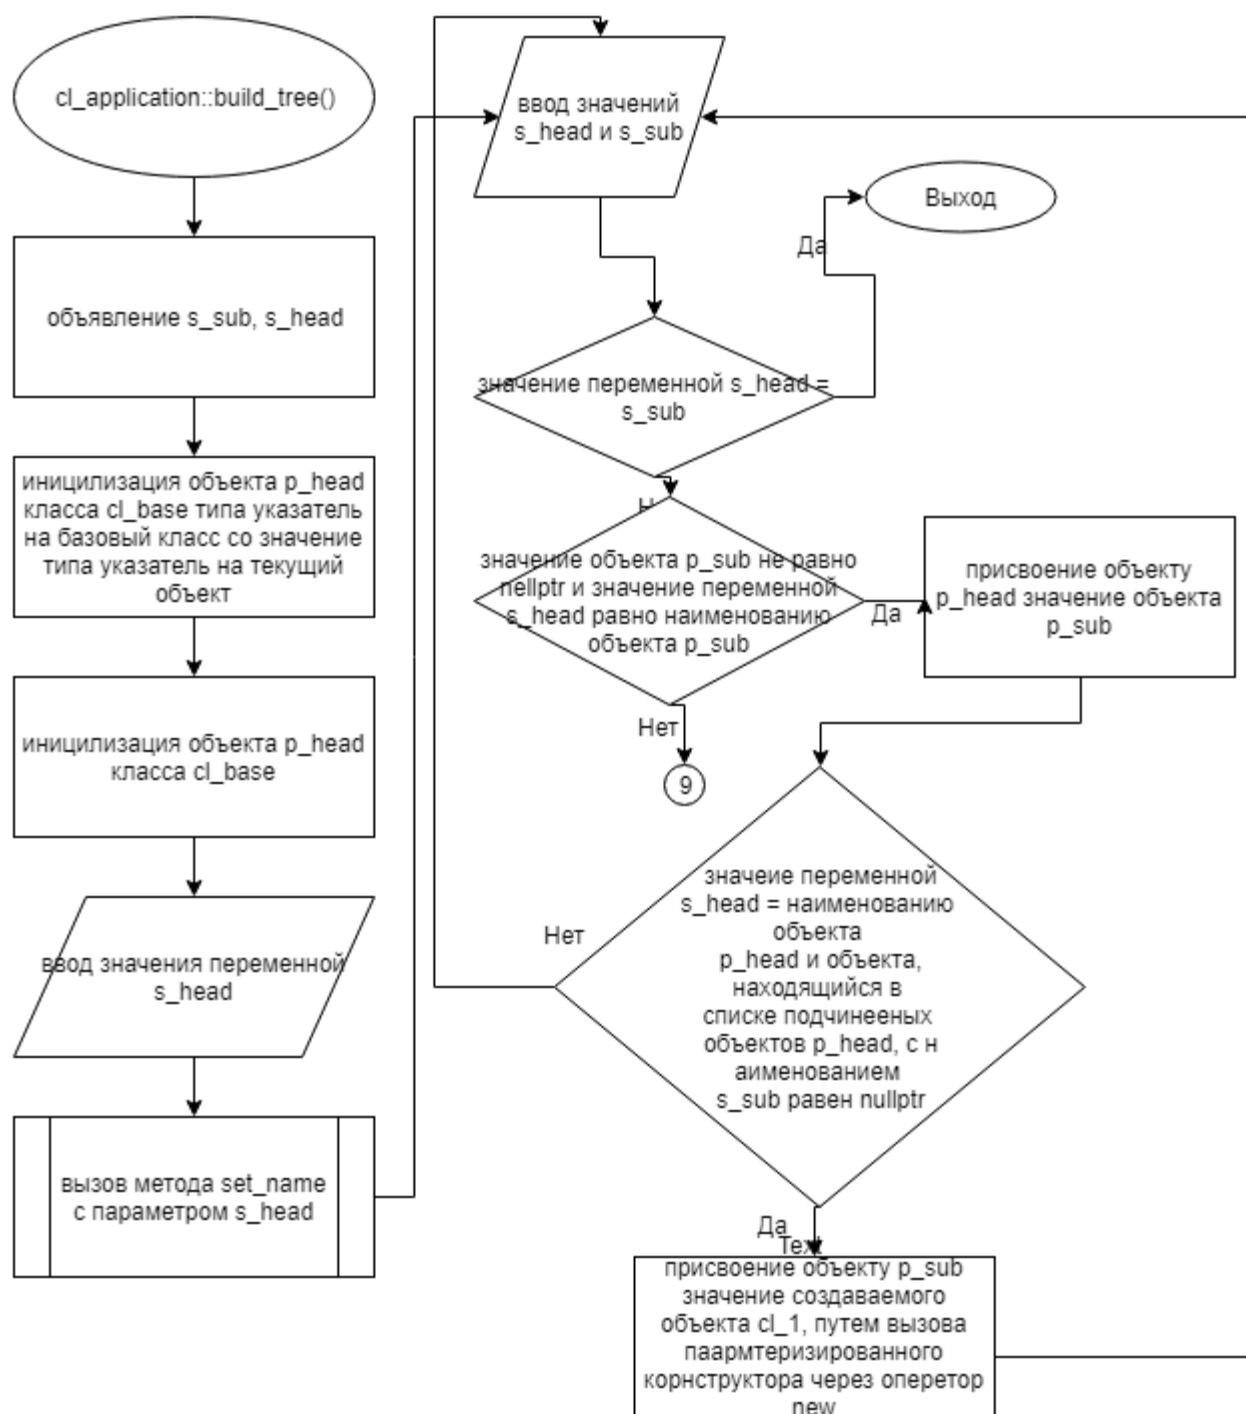 cl_application::build_tree()
объявление s_sub, s_head
иницилизация объекта p_head
класса cl_base типа указатель
на базовый класс со значение
типа указатель на текущий
объект
иницилизация объекта p_head
класса cl_base
ввод значения переменной
s_head
вызов метода set_name
с параметром s_head
ввод значений
s_head и s_sub
Выход
Да
значение переменной s_head =
s_sub
значение объекта p_sub не равно
nellptr и значение переменной
s_head равно наименованию
объекта p_sub
Да
присвоение объекту
p_head значение объекта
p_sub
Нет
9
значеие переменной
s_head = наименованию
объекта
p_head и объекта,
находящийся в
списке подчинееных
объектов p_head, с н
аименованием
s_sub равен nullptr
Нет
Да
Text
присвоение объекту p_sub
значение создаваемого
объекта cl_1, путем вызова
паармтеризированного
корнструктора через оперетор
new